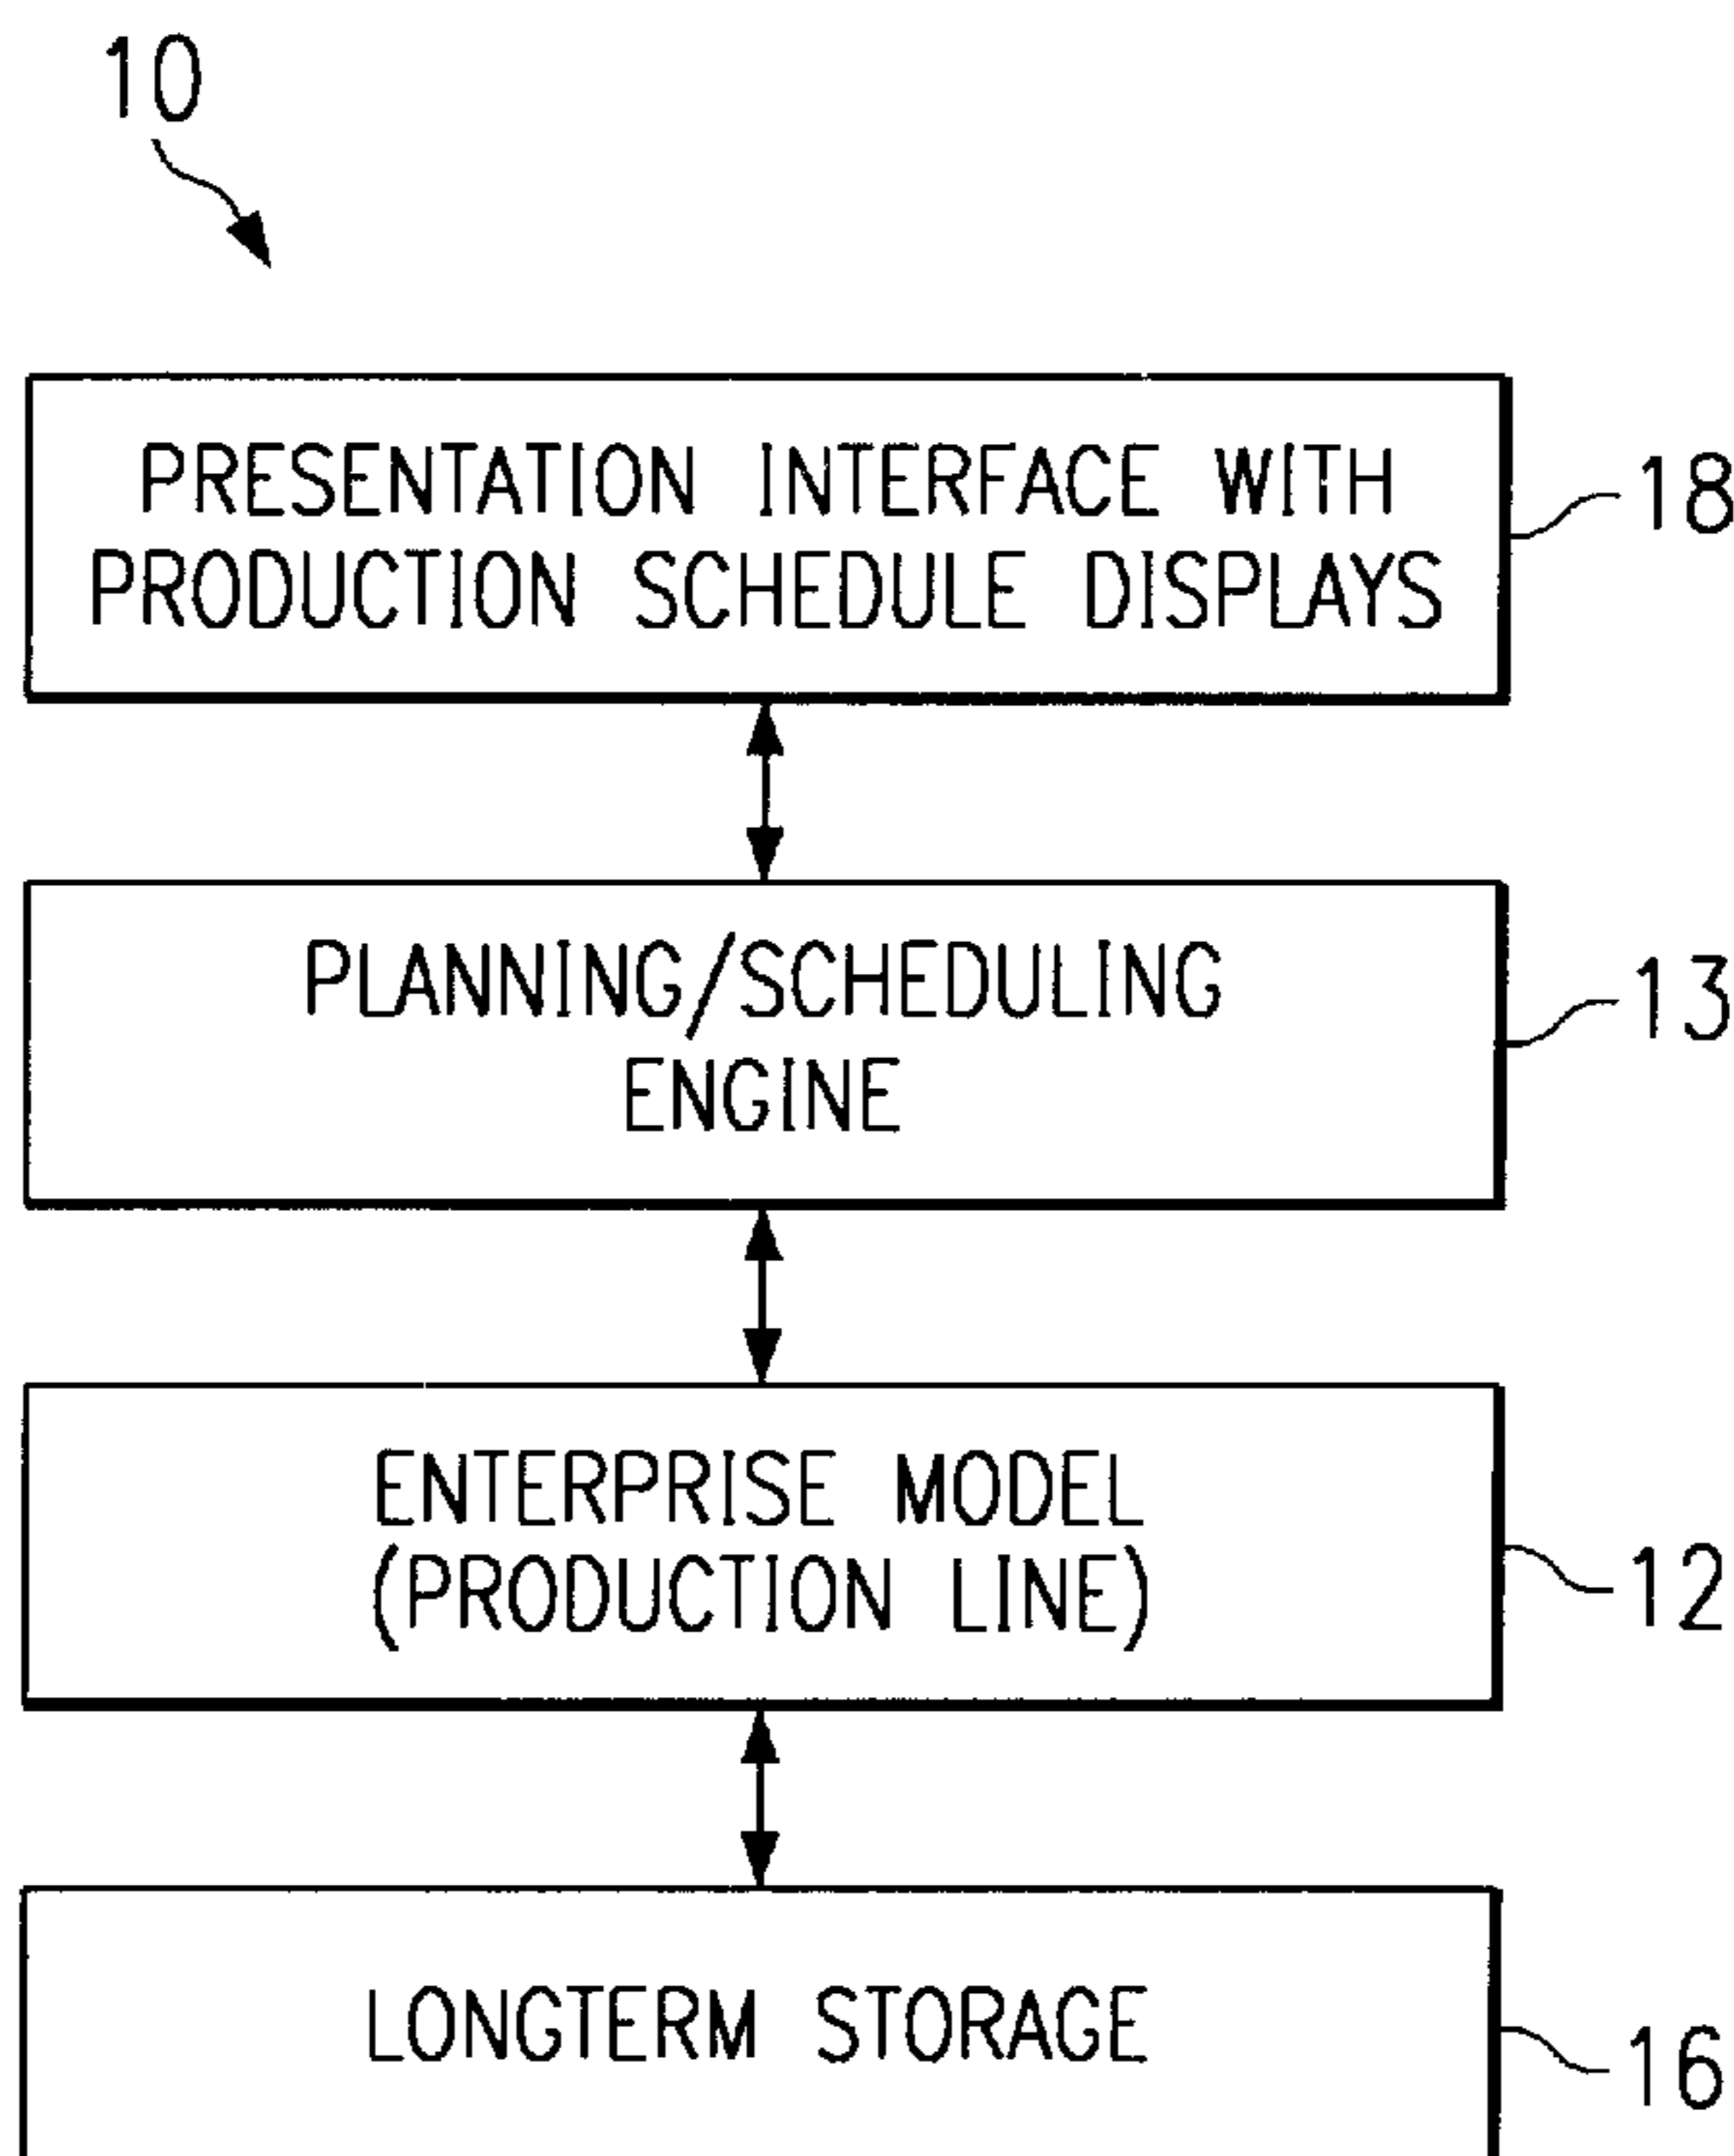 10
PRESENTATION INTERFACE WITH
PRODUCTION SCHEDULE DISPLAYS
18
PLANNING/SCHEDULING
ENGINE
13
ENTERPRISE MODEL
(PRODUCTION LINE)
12
LONGTERM STORAGE
16